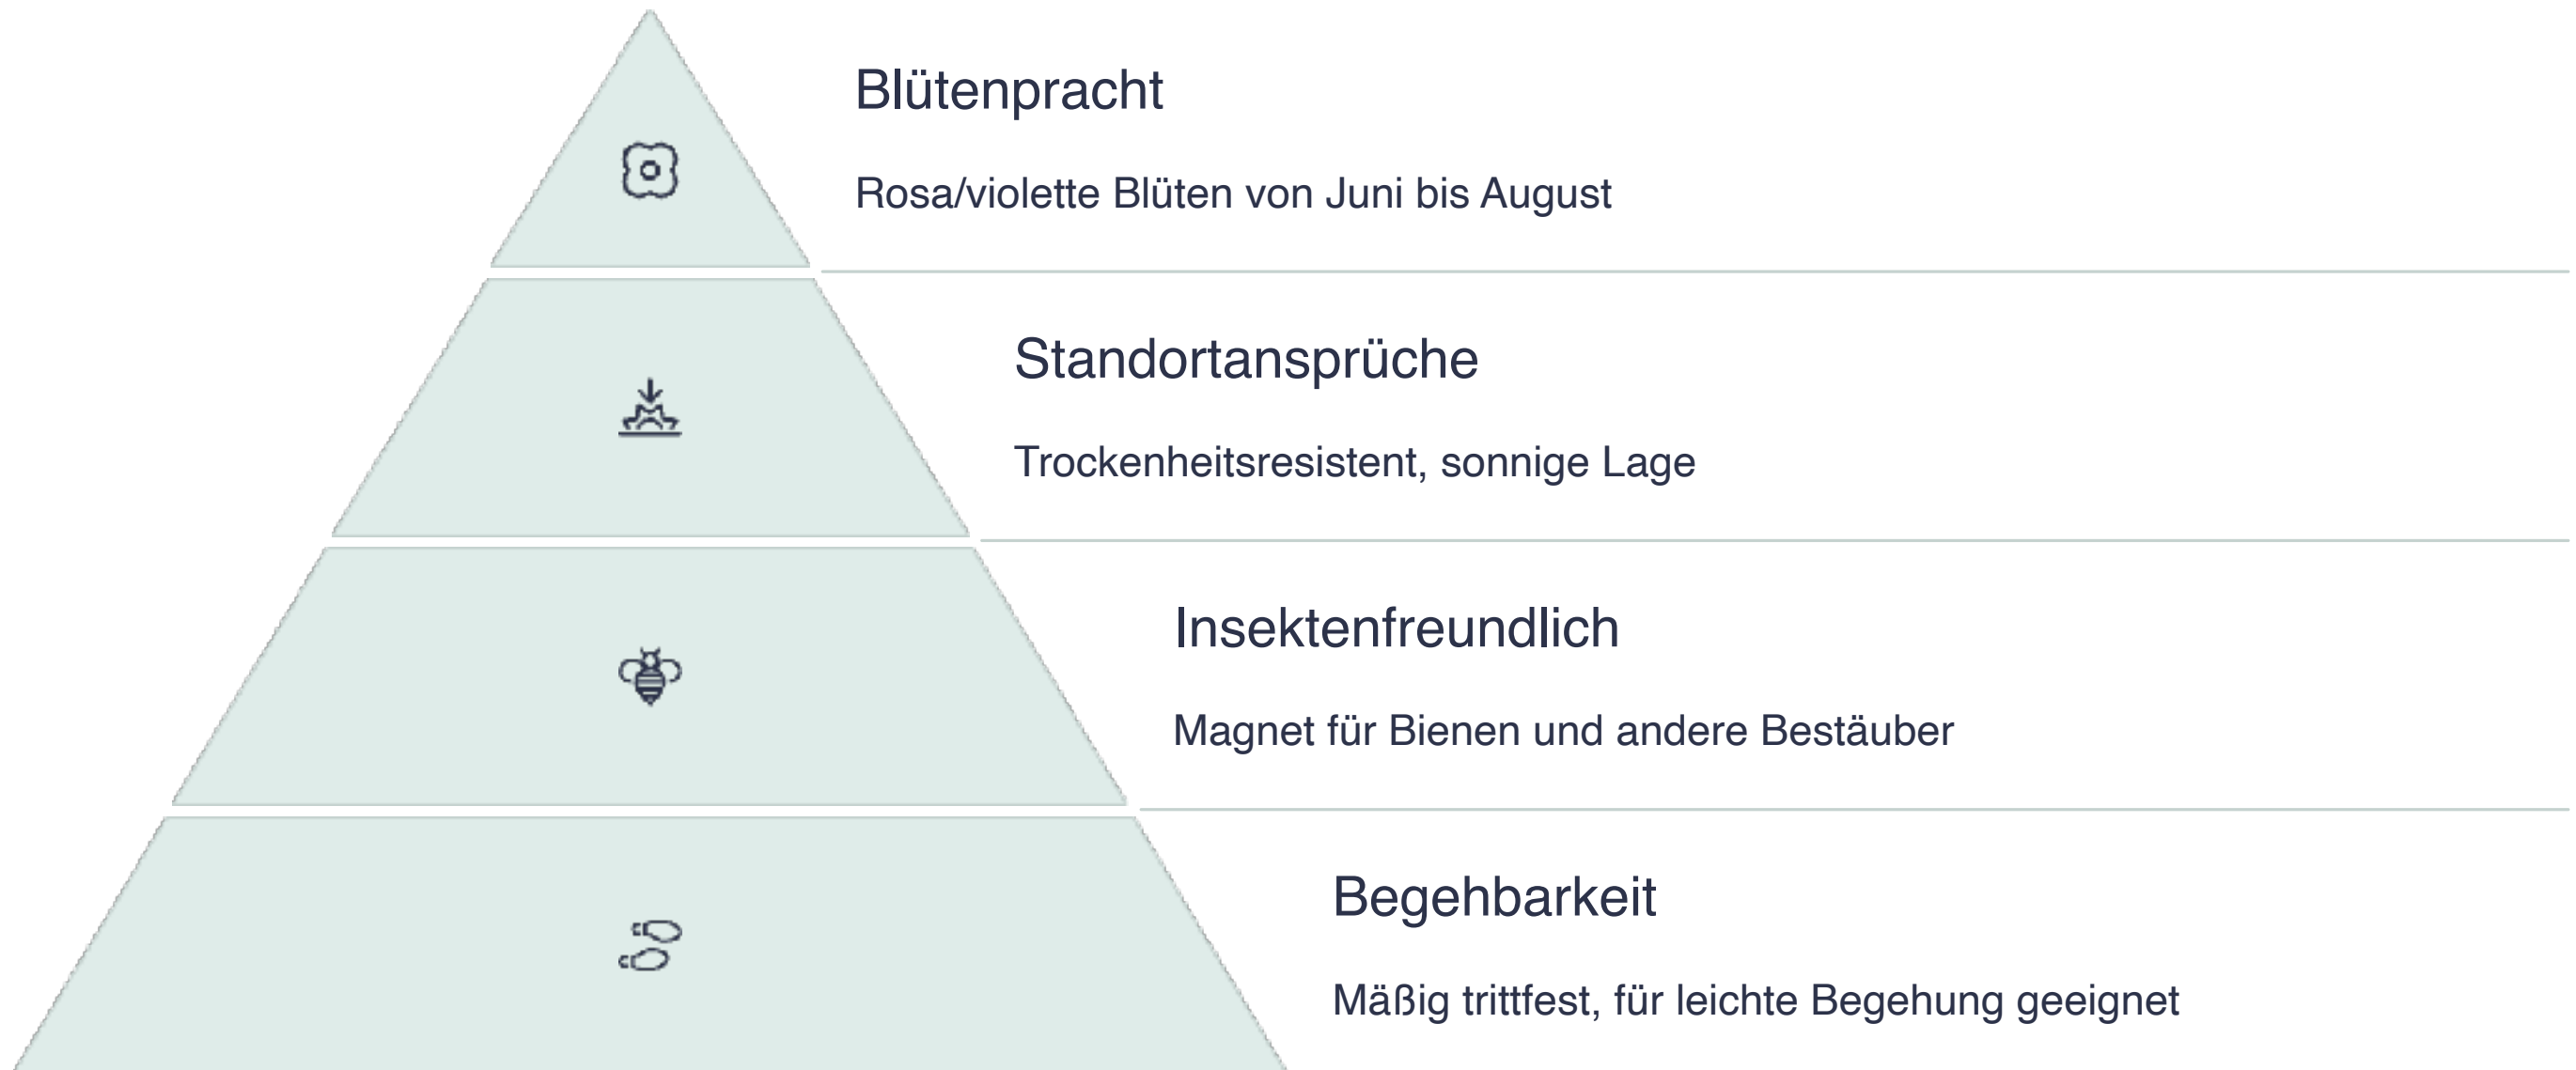 Blütenpracht
Rosa/violette Blüten von Juni bis August
Standortansprüche
Trockenheitsresistent, sonnige Lage
Insektenfreundlich
Magnet für Bienen und andere Bestäuber
Begehbarkeit
Mäßig trittfest, für leichte Begehung geeignet